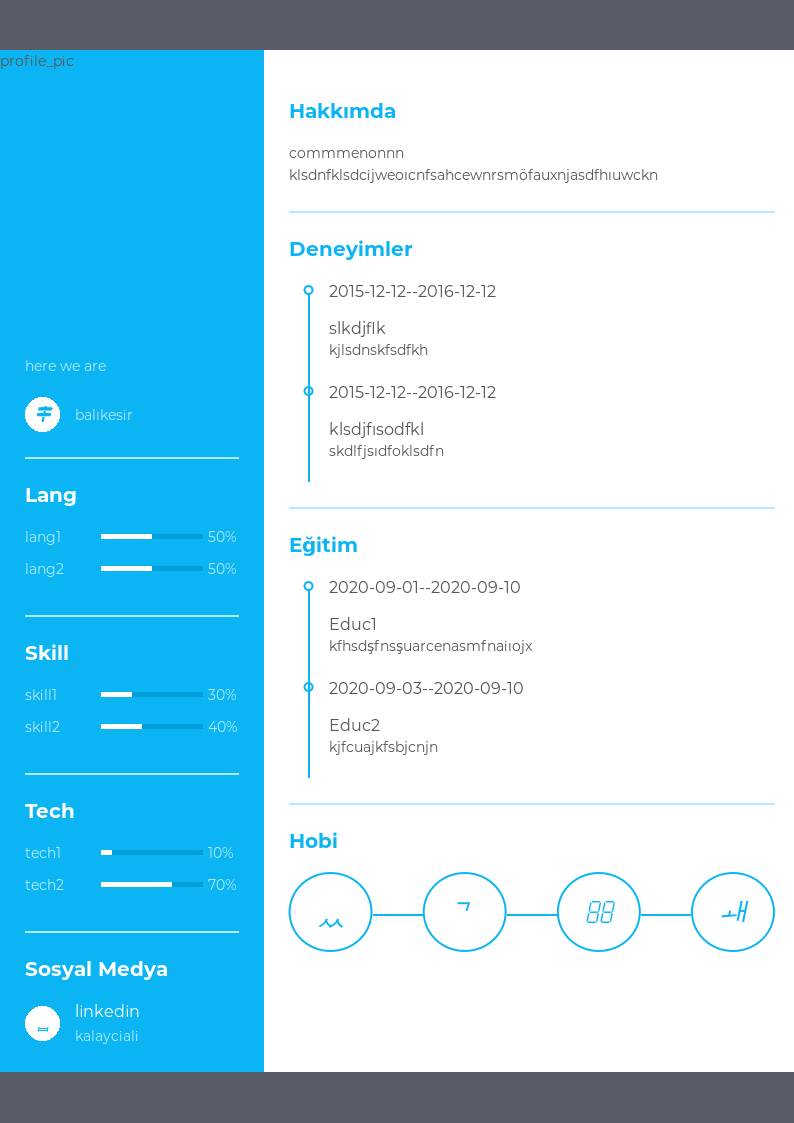 profile_pic
here we are
balıkesir
Lang
lang1 50%
lang2 50%
Skill
skill1 30%
skill2 40%
Tech
tech1 10%
tech2 70%
Sosyal Medya
linkedin
kalayciali
Hakkımda
commmenonnn
klsdnfklsdcijweoıcnfsahcewnrsmöfauxnjasdfhıuwckn
Deneyimler
2015-12-12--2016-12-12
slkdjflk
kjlsdnskfsdfkh
2015-12-12--2016-12-12
klsdjfısodfkl
skdlfjsıdfoklsdfn
Eğitim
2020-09-01--2020-09-10
Educ1
kfhsdşfnsşuarcenasmfnaiıojx
2020-09-03--2020-09-10
Educ2
kjfcuajkfsbjcnjn
Hobi